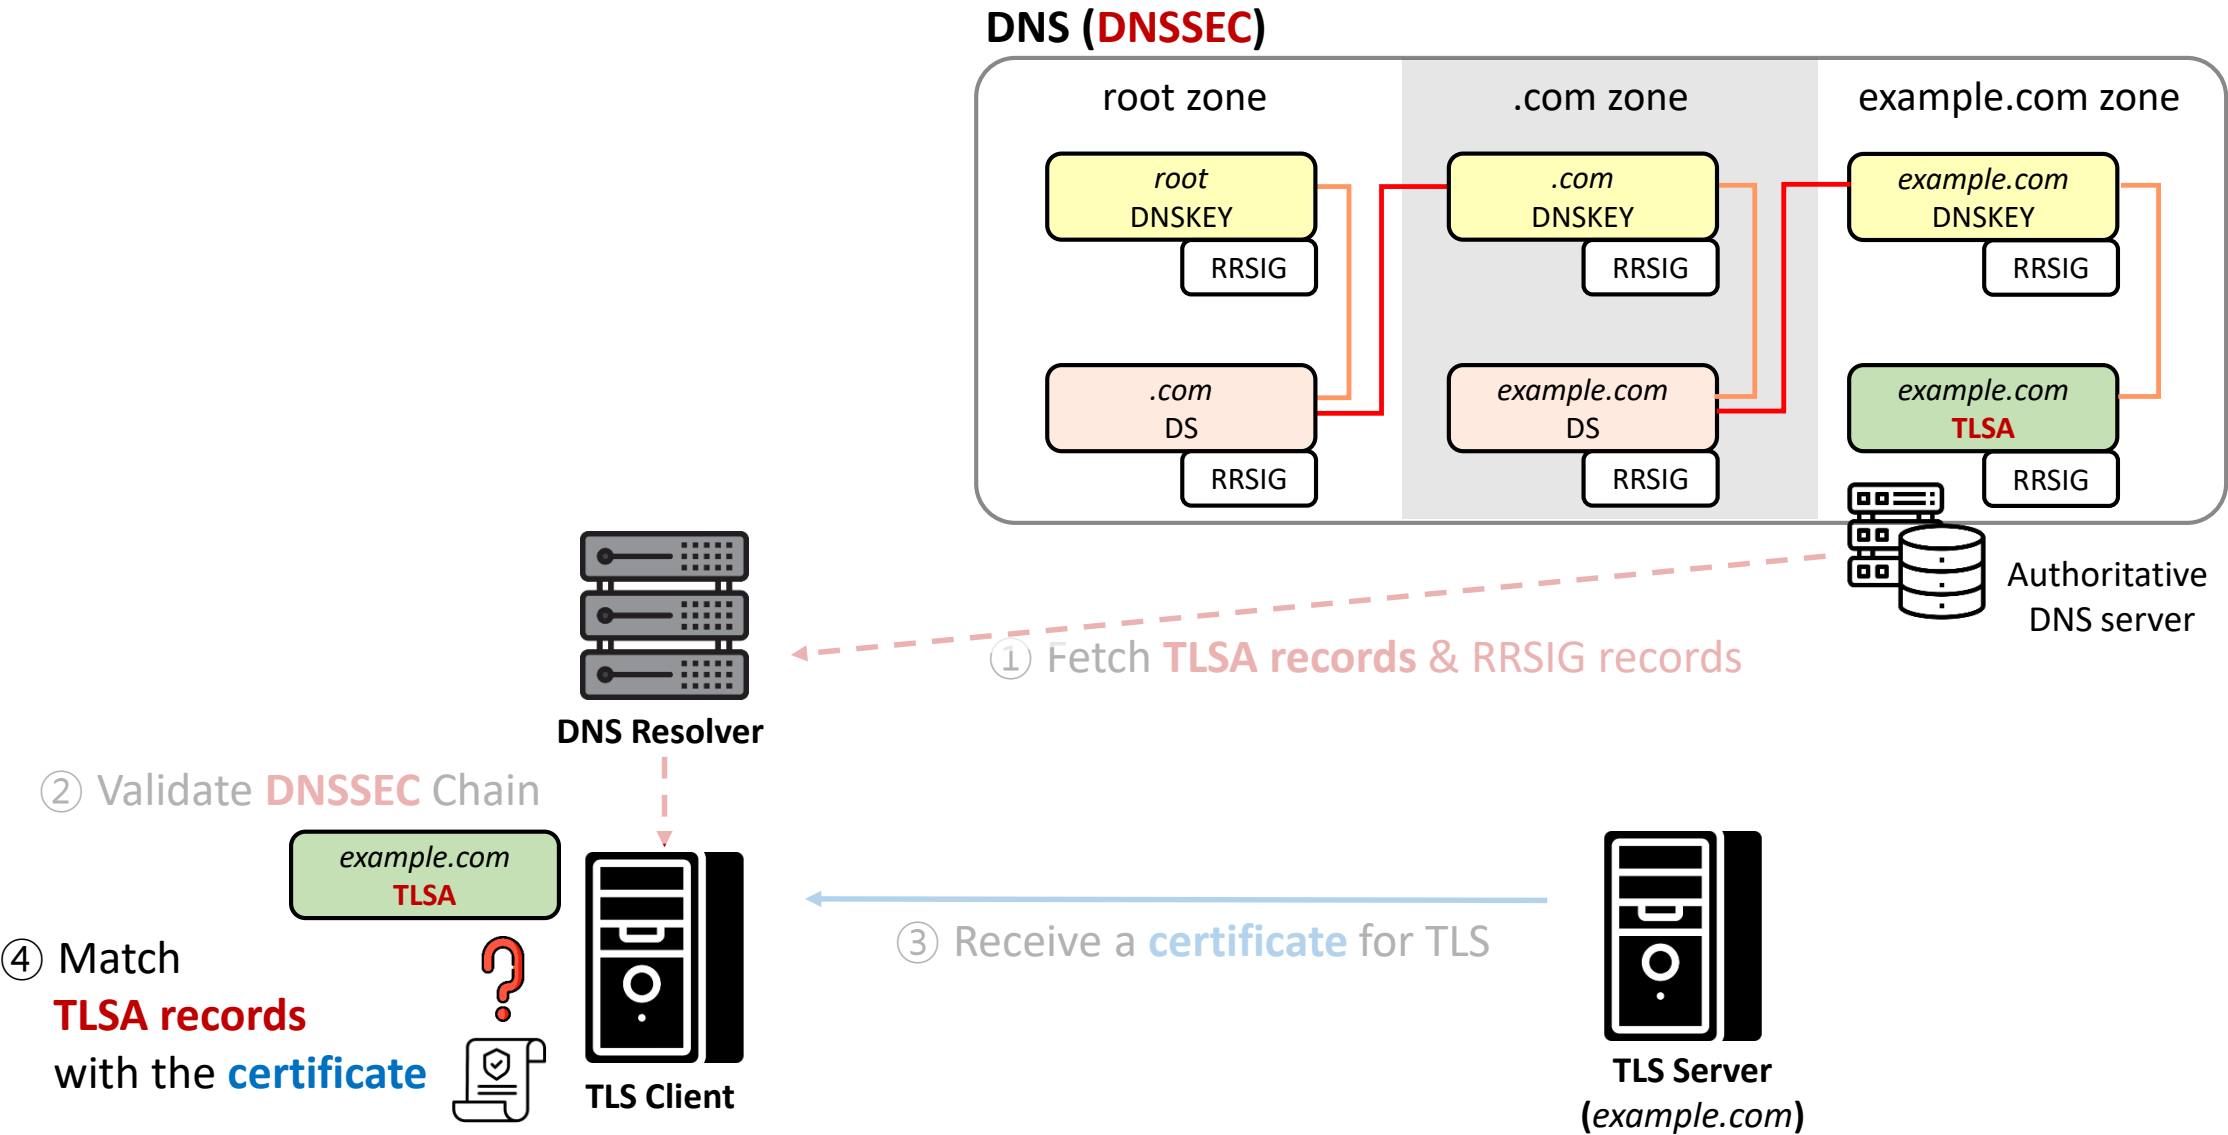 DNS (DNSSEC)
root zone
.com zone
example.com zone
root
DNSKEY
RRSIG
.com
DNSKEY
RRSIG
example.com
DNSKEY
RRSIG
.com
DS
RRSIG
example.com
DS
RRSIG
example.com
TLSA
RRSIG
Authoritative
DNS server
① Fetch TLSA records & RRSIG records
DNS Resolver
② Validate DNSSEC Chain
example.com
TLSA
③ Receive a certificate for TLS
④ Match
TLSA records
with the certificate
TLS Client
TLS Server
(example.com)